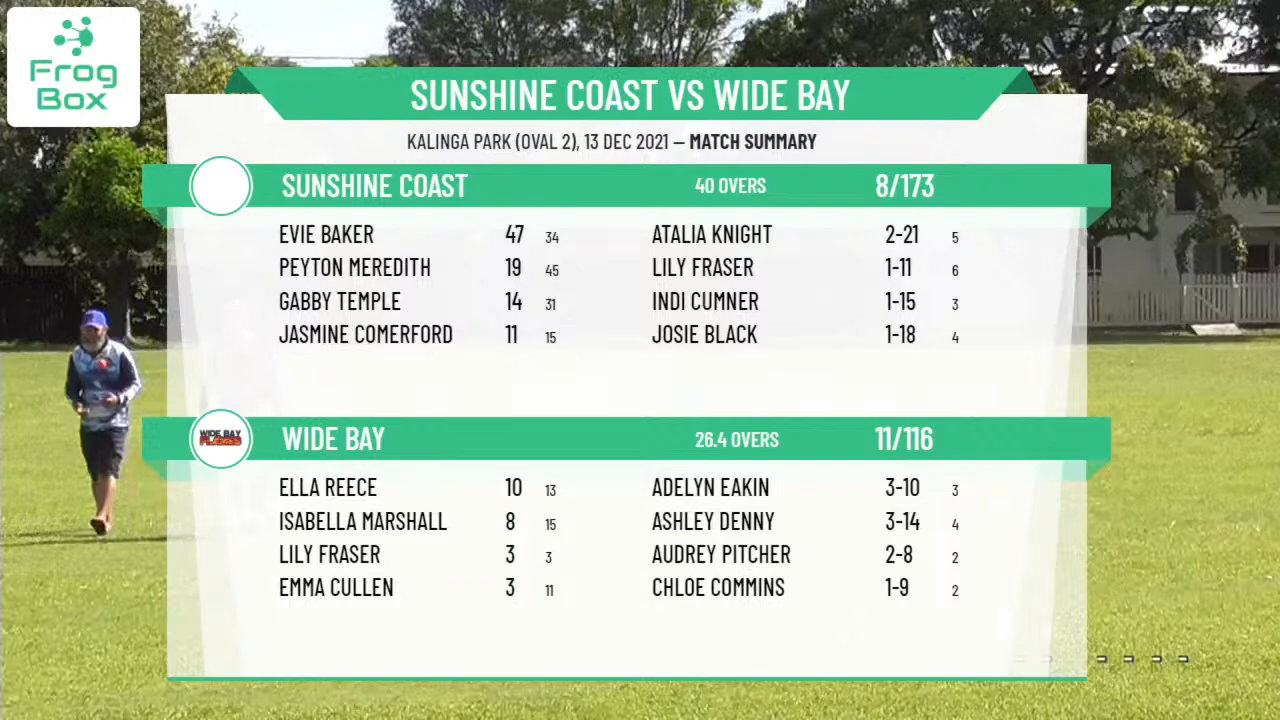 Frog
Box
SUNSHINE COAST VS WIDE BAY
KALINGA PARK (OVAL 2), 13 DEC 2021 – MATCH SUMMARY
SUNSHINE COAST 40 OVERS 8/173
EVIE BAKER 47 34 ATALIA KNIGHT 2-21 5
PEYTON MEREDITH 19 45 LILY FRASER 1-11 6
GABBY TEMPLE 14 31 INDI CUMNER 1-15 3
JASMINE COMERFORD 11 15 JOSIE BLACK 1-18 4
WIDE BAY
WIDE BAY 26.4 OVERS 11/116
ELLA REECE 10 13 ADELYN EAKIN 3-10 3
ISABELLA MARSHALL 8 15 ASHLEY DENNY 3-14 4
LILY FRASER 3 3 AUDREY PITCHER 2-8 2
EMMA CULLEN 3 11 CHLOE COMMINS 1-9 2